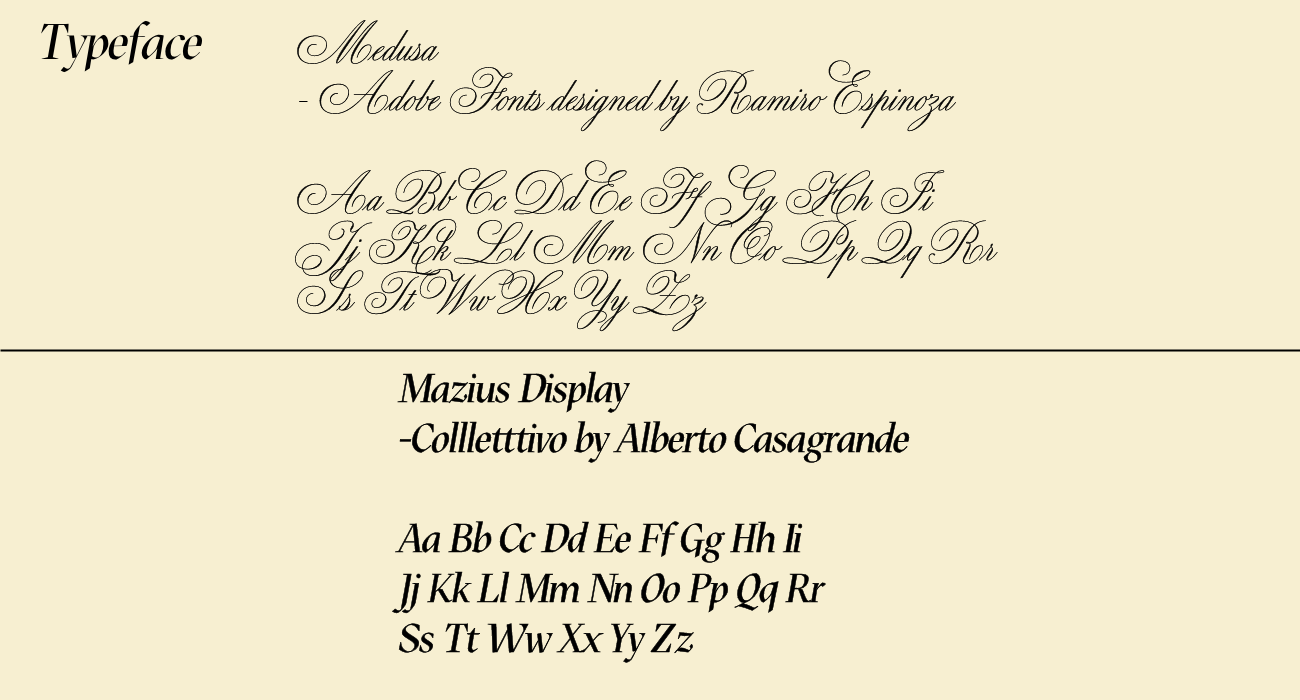 Typeface
Medusa
- Adobe Fonts designed by Ramiro Espinoza
Aa Bb Cc Dd Ee Ff Gg Hh Ii
Jj Kk Ll Mm Nn Oo Pp Qq Rr
Ss Tt Ww Xx Yy Zz
Mazius Display
-Collletttivo by Alberto Casagrande
Aa Bb Cc Dd Ee Ff Gg Hh Ii
Jj Kk Ll Mm Nn Oo Pp Qq Rr
Ss Tt Ww Xx Yy Zz